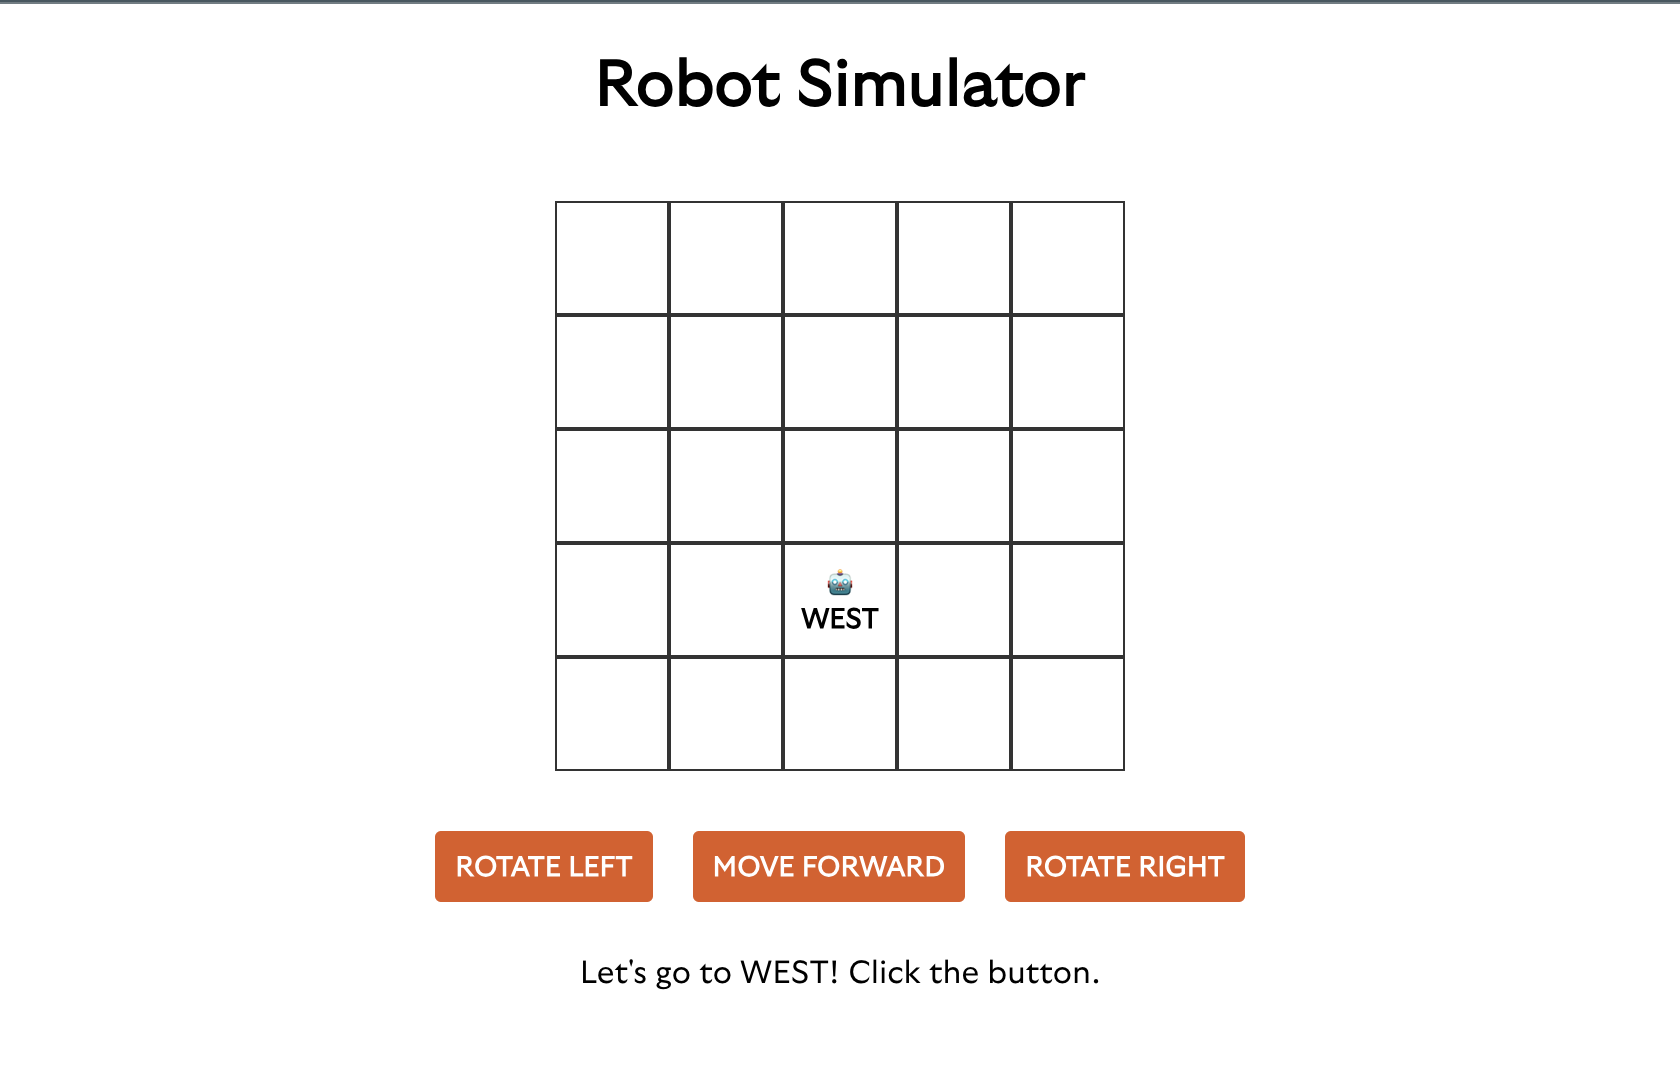 Robot Simulator
WEST
ROTATE LEFT
MOVE FORWARD
ROTATE RIGHT
Let's go to WEST! Click the button.